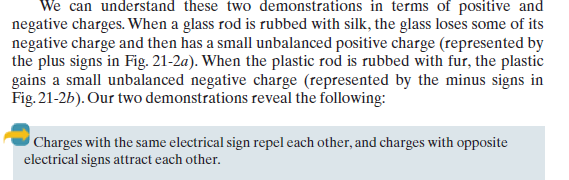 We can understand these two demonstrations in terms of positive and
negative charges. When a glass rod is rubbed with silk, the glass loses some of its
negative charge and then has a small unbalanced positive charge (represented by
the plus signs in Fig. 21-2a). When the plastic rod is rubbed with fur, the plastic
gains a small unbalanced negative charge (represented by the minus signs in
Fig. 21-2b). Our two demonstrations reveal the following:
Charges with the same electrical sign repel each other, and charges with opposite
electrical signs attract each other.